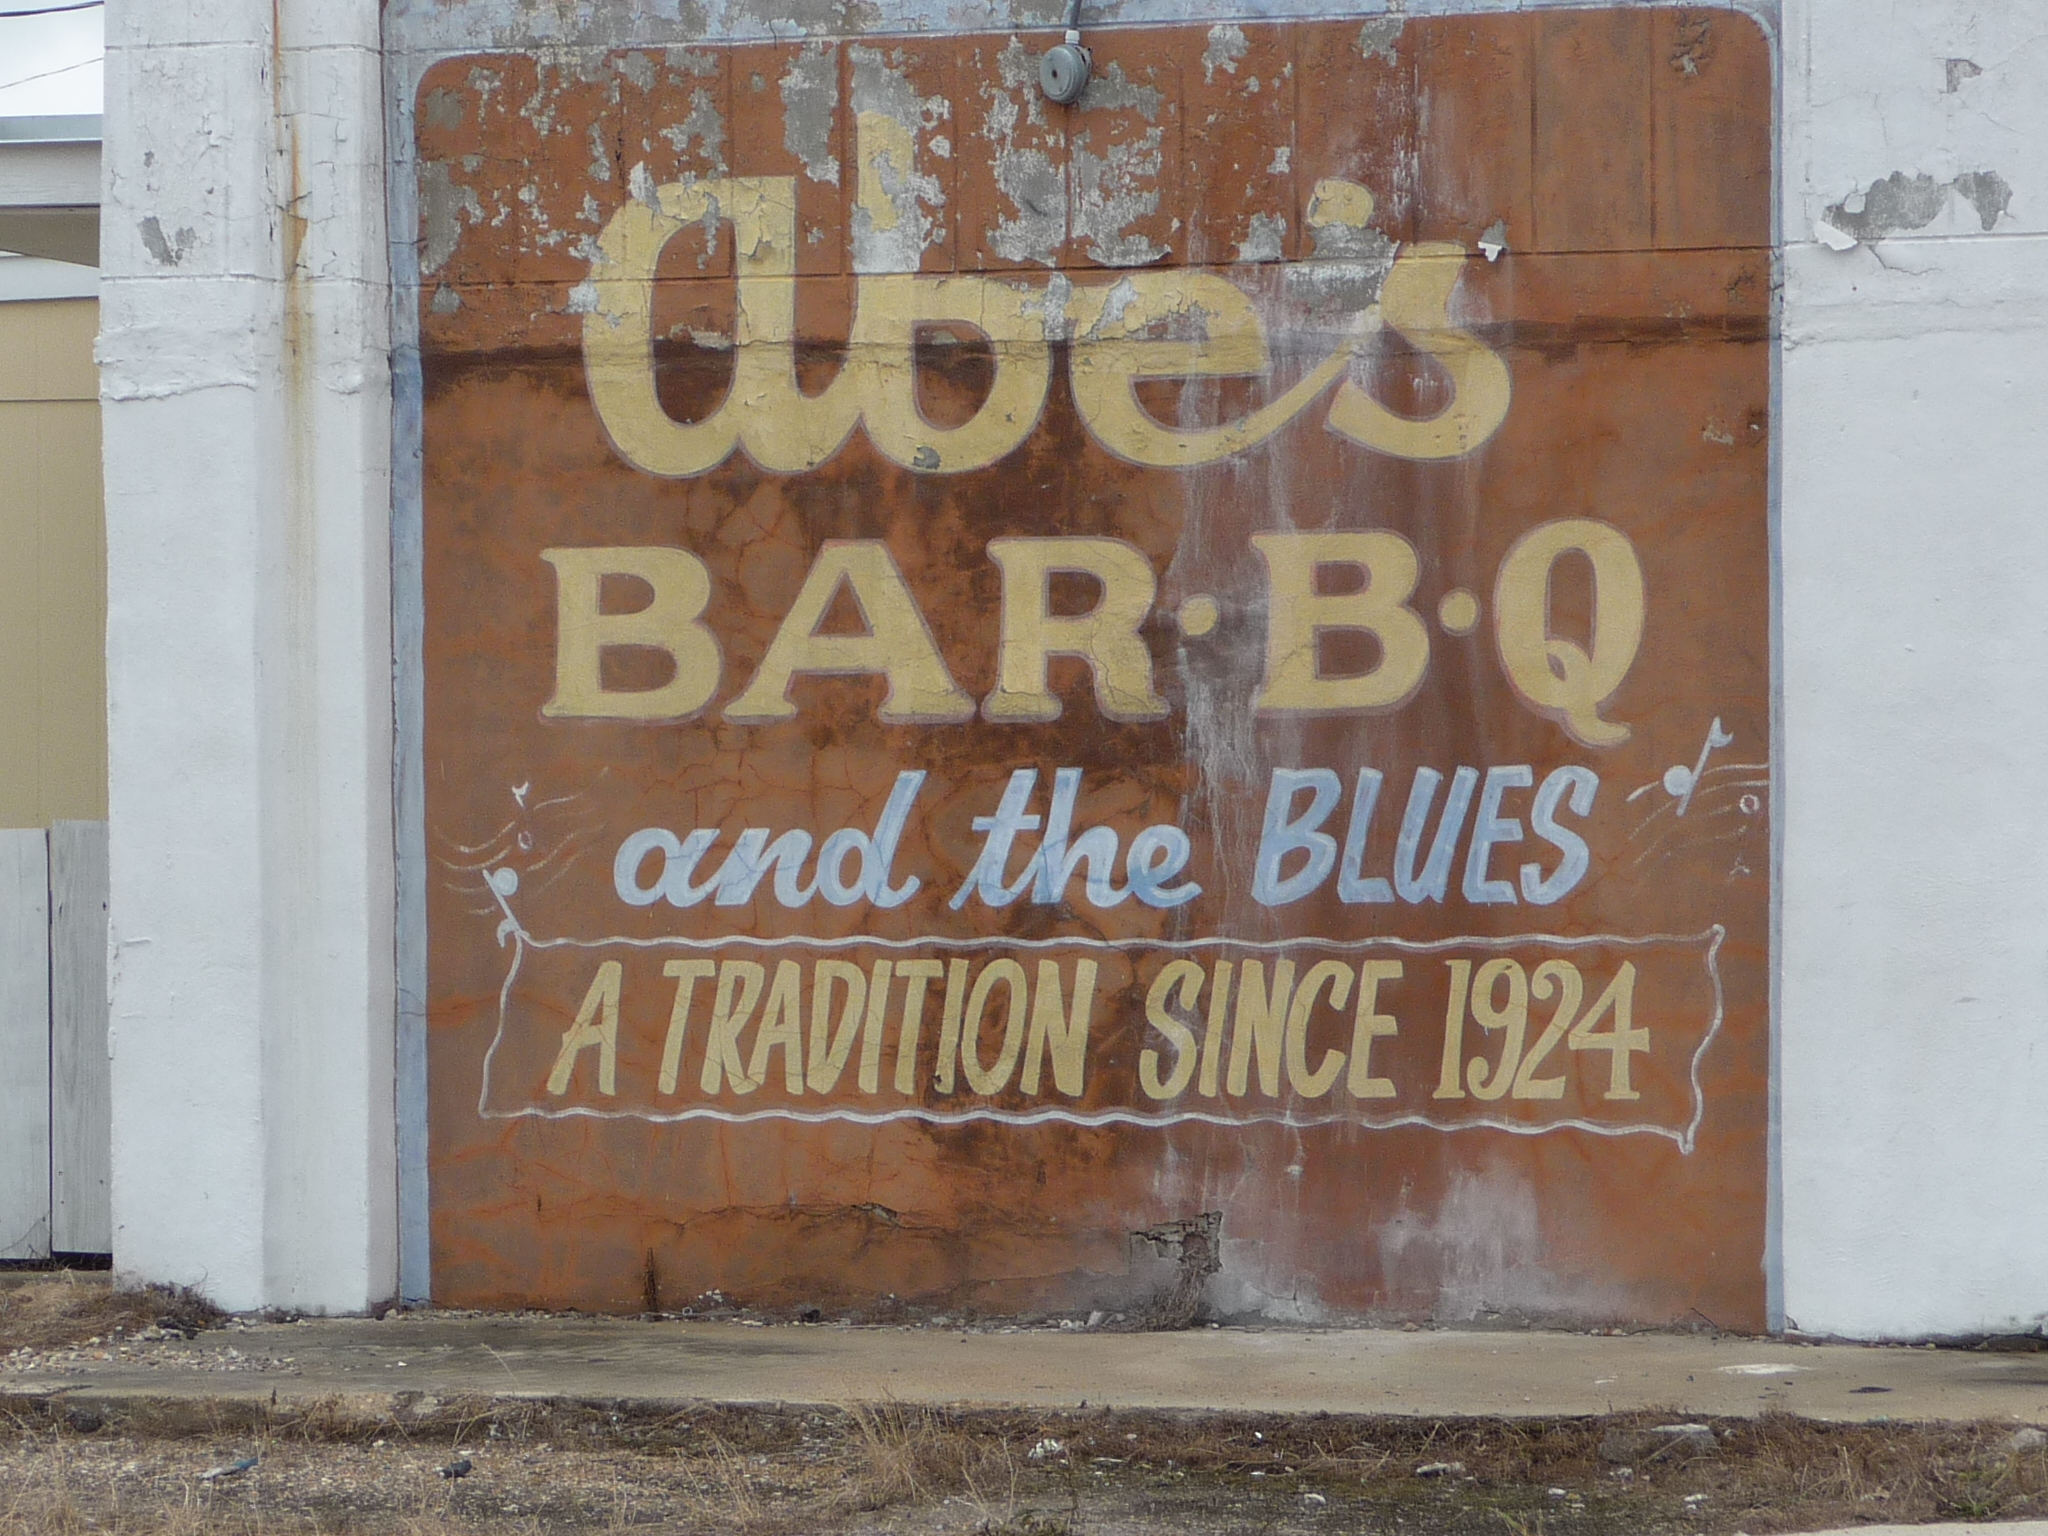 abe's
BAR·B·Q
and the BLUES
A TRADITION SINCE 1924